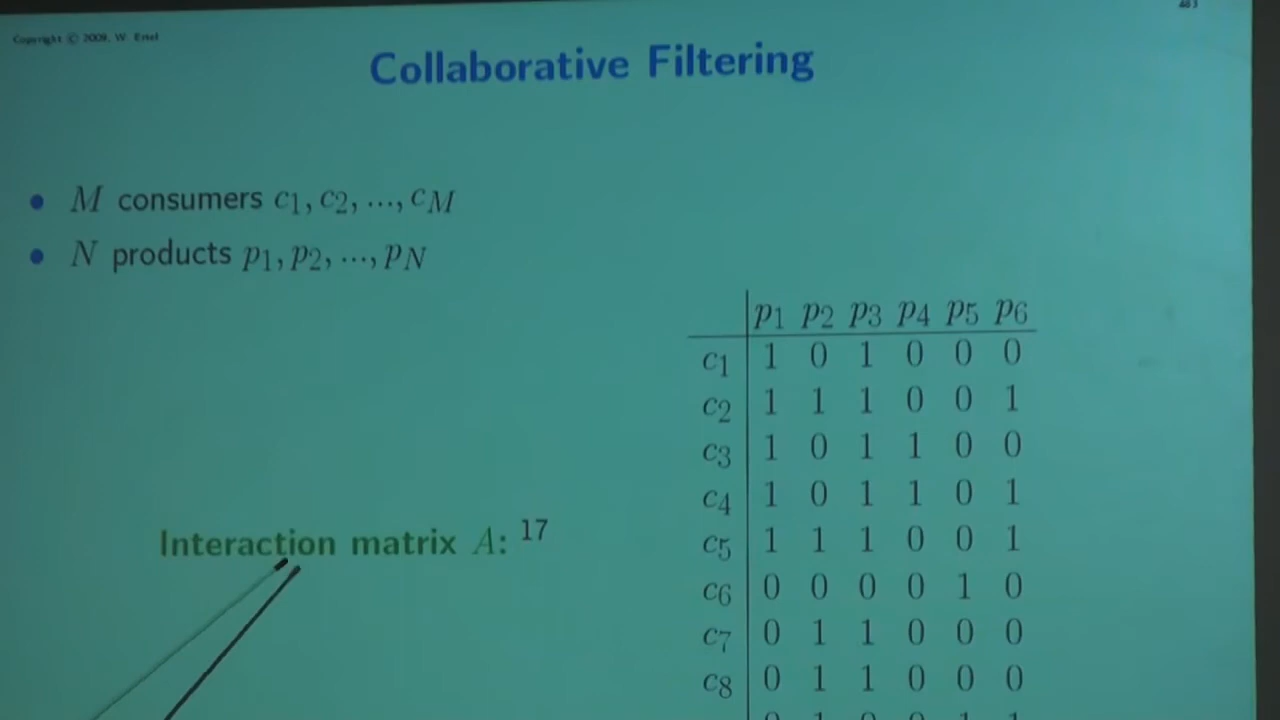 Copyright © 2009, W. Ertel
463
Collaborative Filtering
• M consumers c1, c2, ..., cM
• N products p1, p2, ..., pN
p1 p2 p3 p4 p5 p6
c1 1 0 1 0 0 0
c2 1 1 1 0 0 1
c3 1 0 1 1 0 0
c4 1 0 1 1 0 1
c5 1 1 1 0 0 1
Interaction matrix A: 17
c6 0 0 0 0 1 0
c7 0 1 1 0 0 0
c8 0 1 1 0 0 0